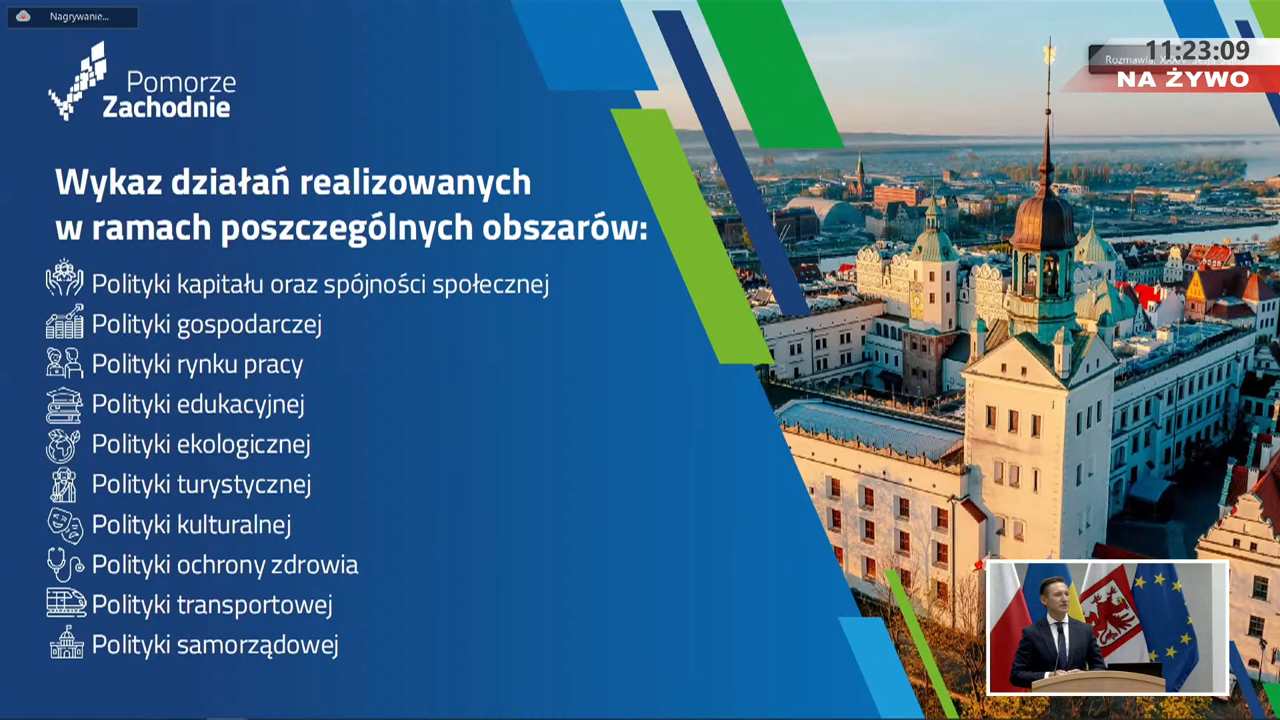 Nagrywanie...
Pomorze
Zachodnie
11:23:09
Rozmawia:
NA ŻYWO
Wykaz działań realizowanych
w ramach poszczególnych obszarów:
Polityki kapitału oraz spójności społecznej
Polityki gospodarczej
Polityki rynku pracy
Polityki edukacyjnej
Polityki ekologicznej
Polityki turystycznej
Polityki kulturalnej
Polityki ochrony zdrowia
Polityki transportowej
Polityki samorządowej